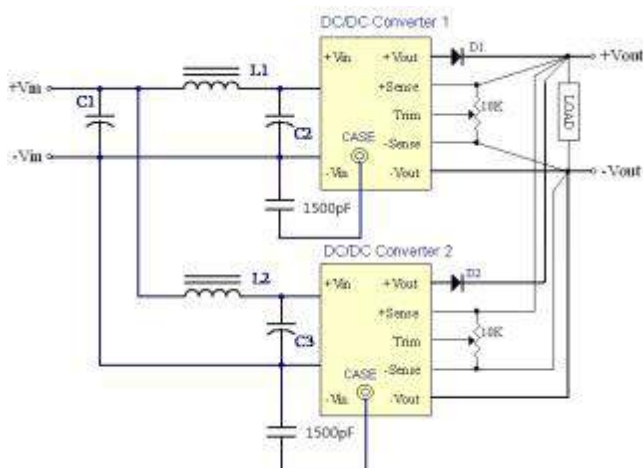 DC/DC Converter 1
+Vin
+Vout
D1
+Vout
L1
+Sense
+Vin
C1
10K
LOAD
Trim
C2
CASE
-Sense
-Vin
-Vin
-Vout
-Vout
1500pF
DC/DC Converter 2
L2
+Vin
+Vout
D2
+Sense
C3
Trim
10K
-Sense
CASE
-Vin
-Vout
1500pF